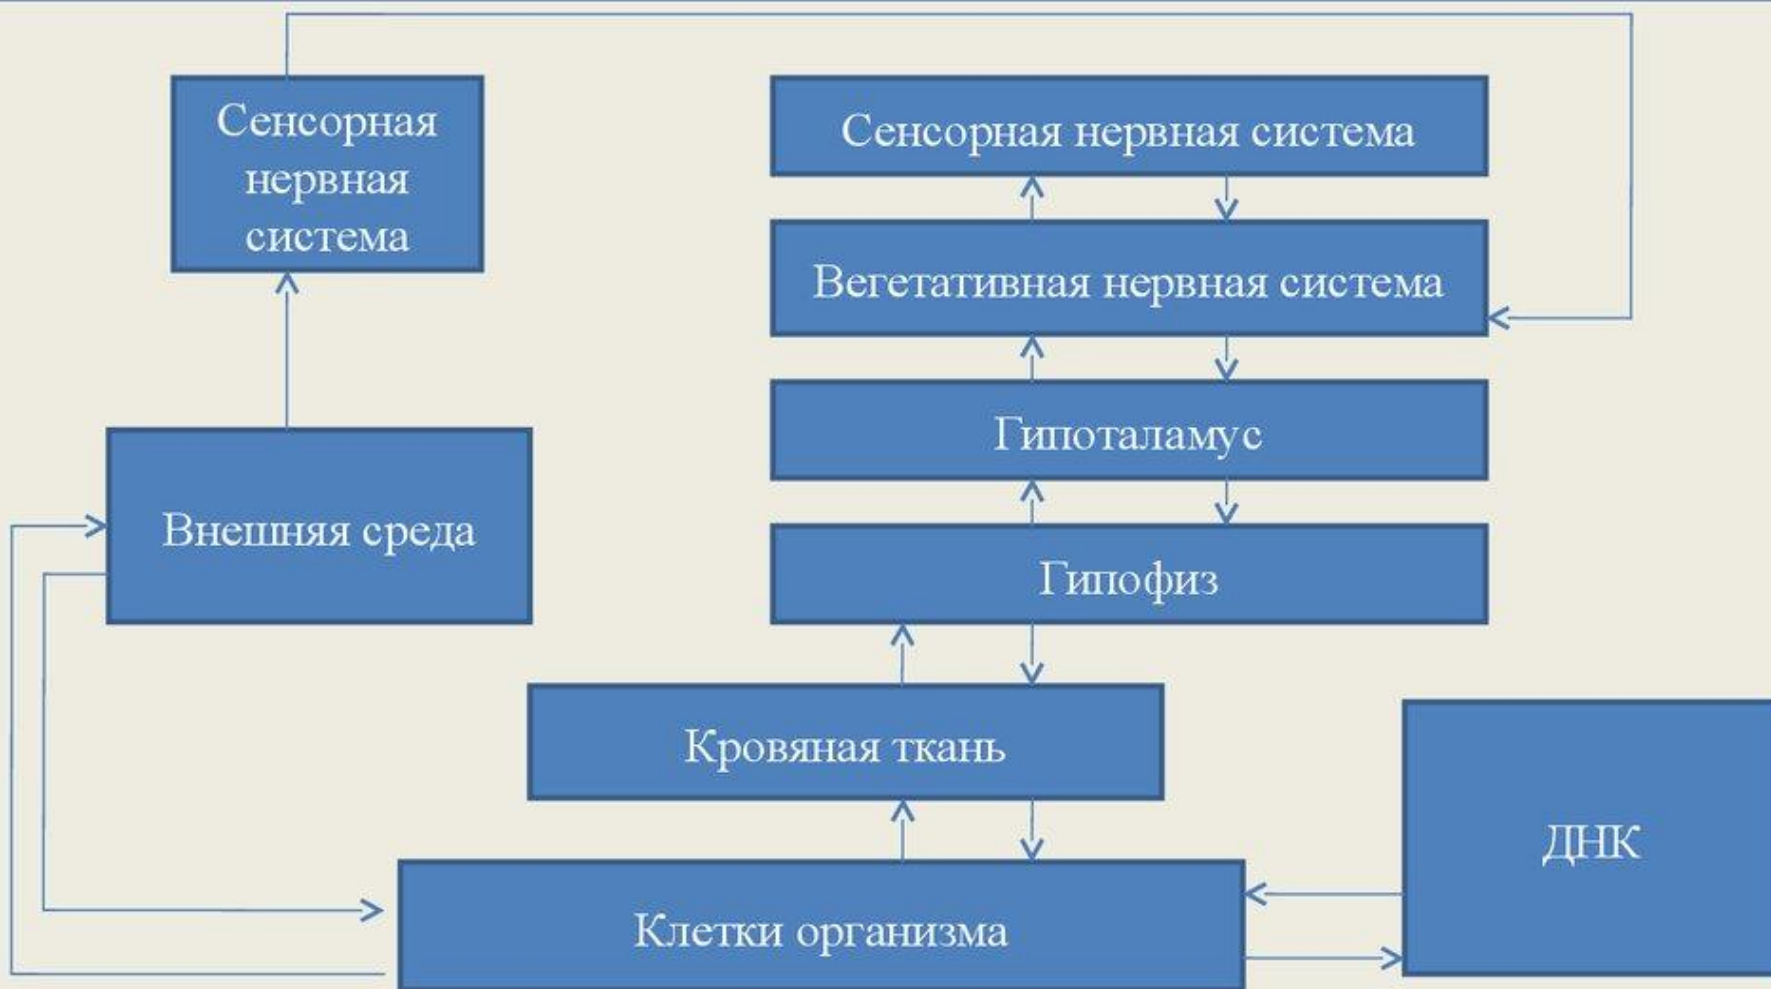 Сенсорная
нервная
система
Сенсорная нервная система
Вегетативная нервная система
Гипоталамус
Внешняя среда
Гипофиз
Кровяная ткань
ДНК
Клетки организма